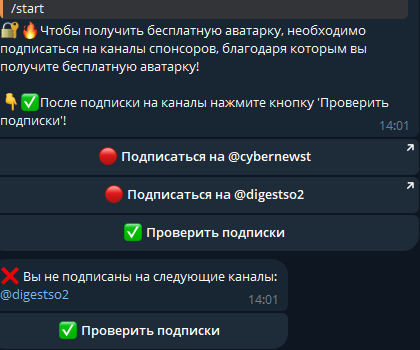 /start
🔐🔥Чтобы получить бесплатную аватарку, необходимо
подписаться на каналы спонсоров, благодаря которым вы
получите бесплатную аватарку!
👇✅После подписки на каналы нажмите кнопку 'Проверить
подписки'!
14:01
🔴 Подписаться на @cybernewst
🔴 Подписаться на @digestso2
✅ Проверить подписки
❌ Вы не подписаны на следующие каналы:
@digestso2
14:01
✅ Проверить подписки